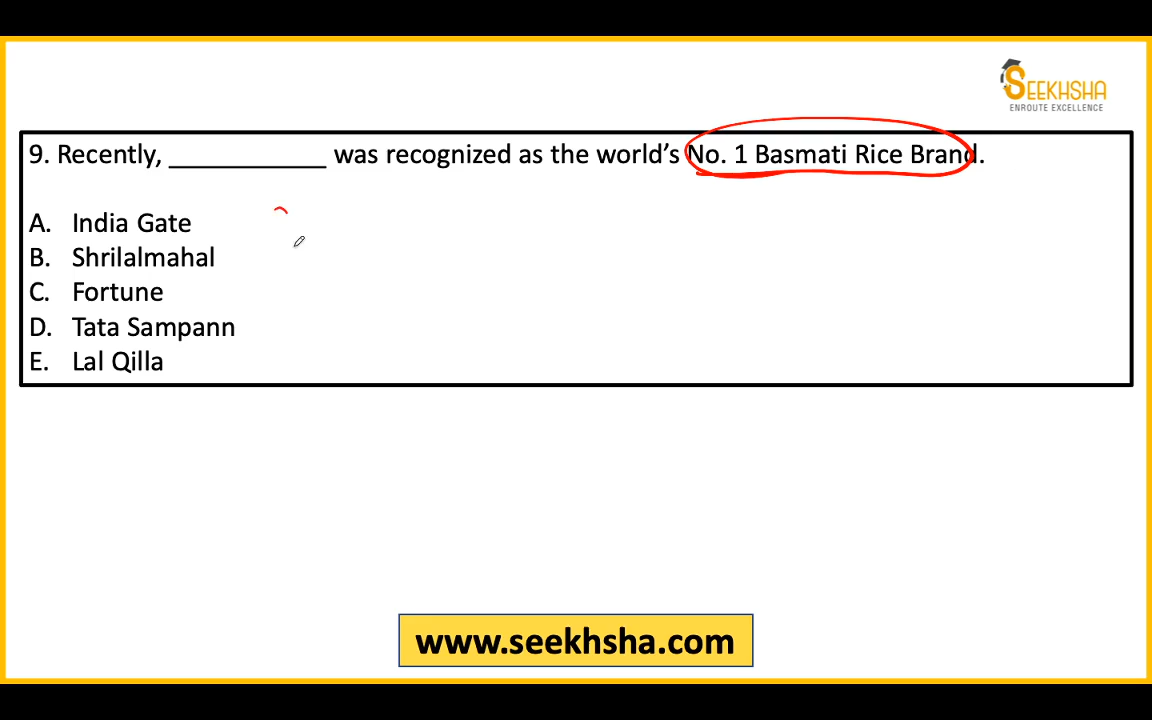 SEEKHSHA
ENROUTE EXCELLENCE
9. Recently, ____________ was recognized as the world’s No. 1 Basmati Rice Brand.
A. India Gate
B. Shrilalmahal
C. Fortune
D. Tata Sampann
E. Lal Qilla
www.seekhsha.com